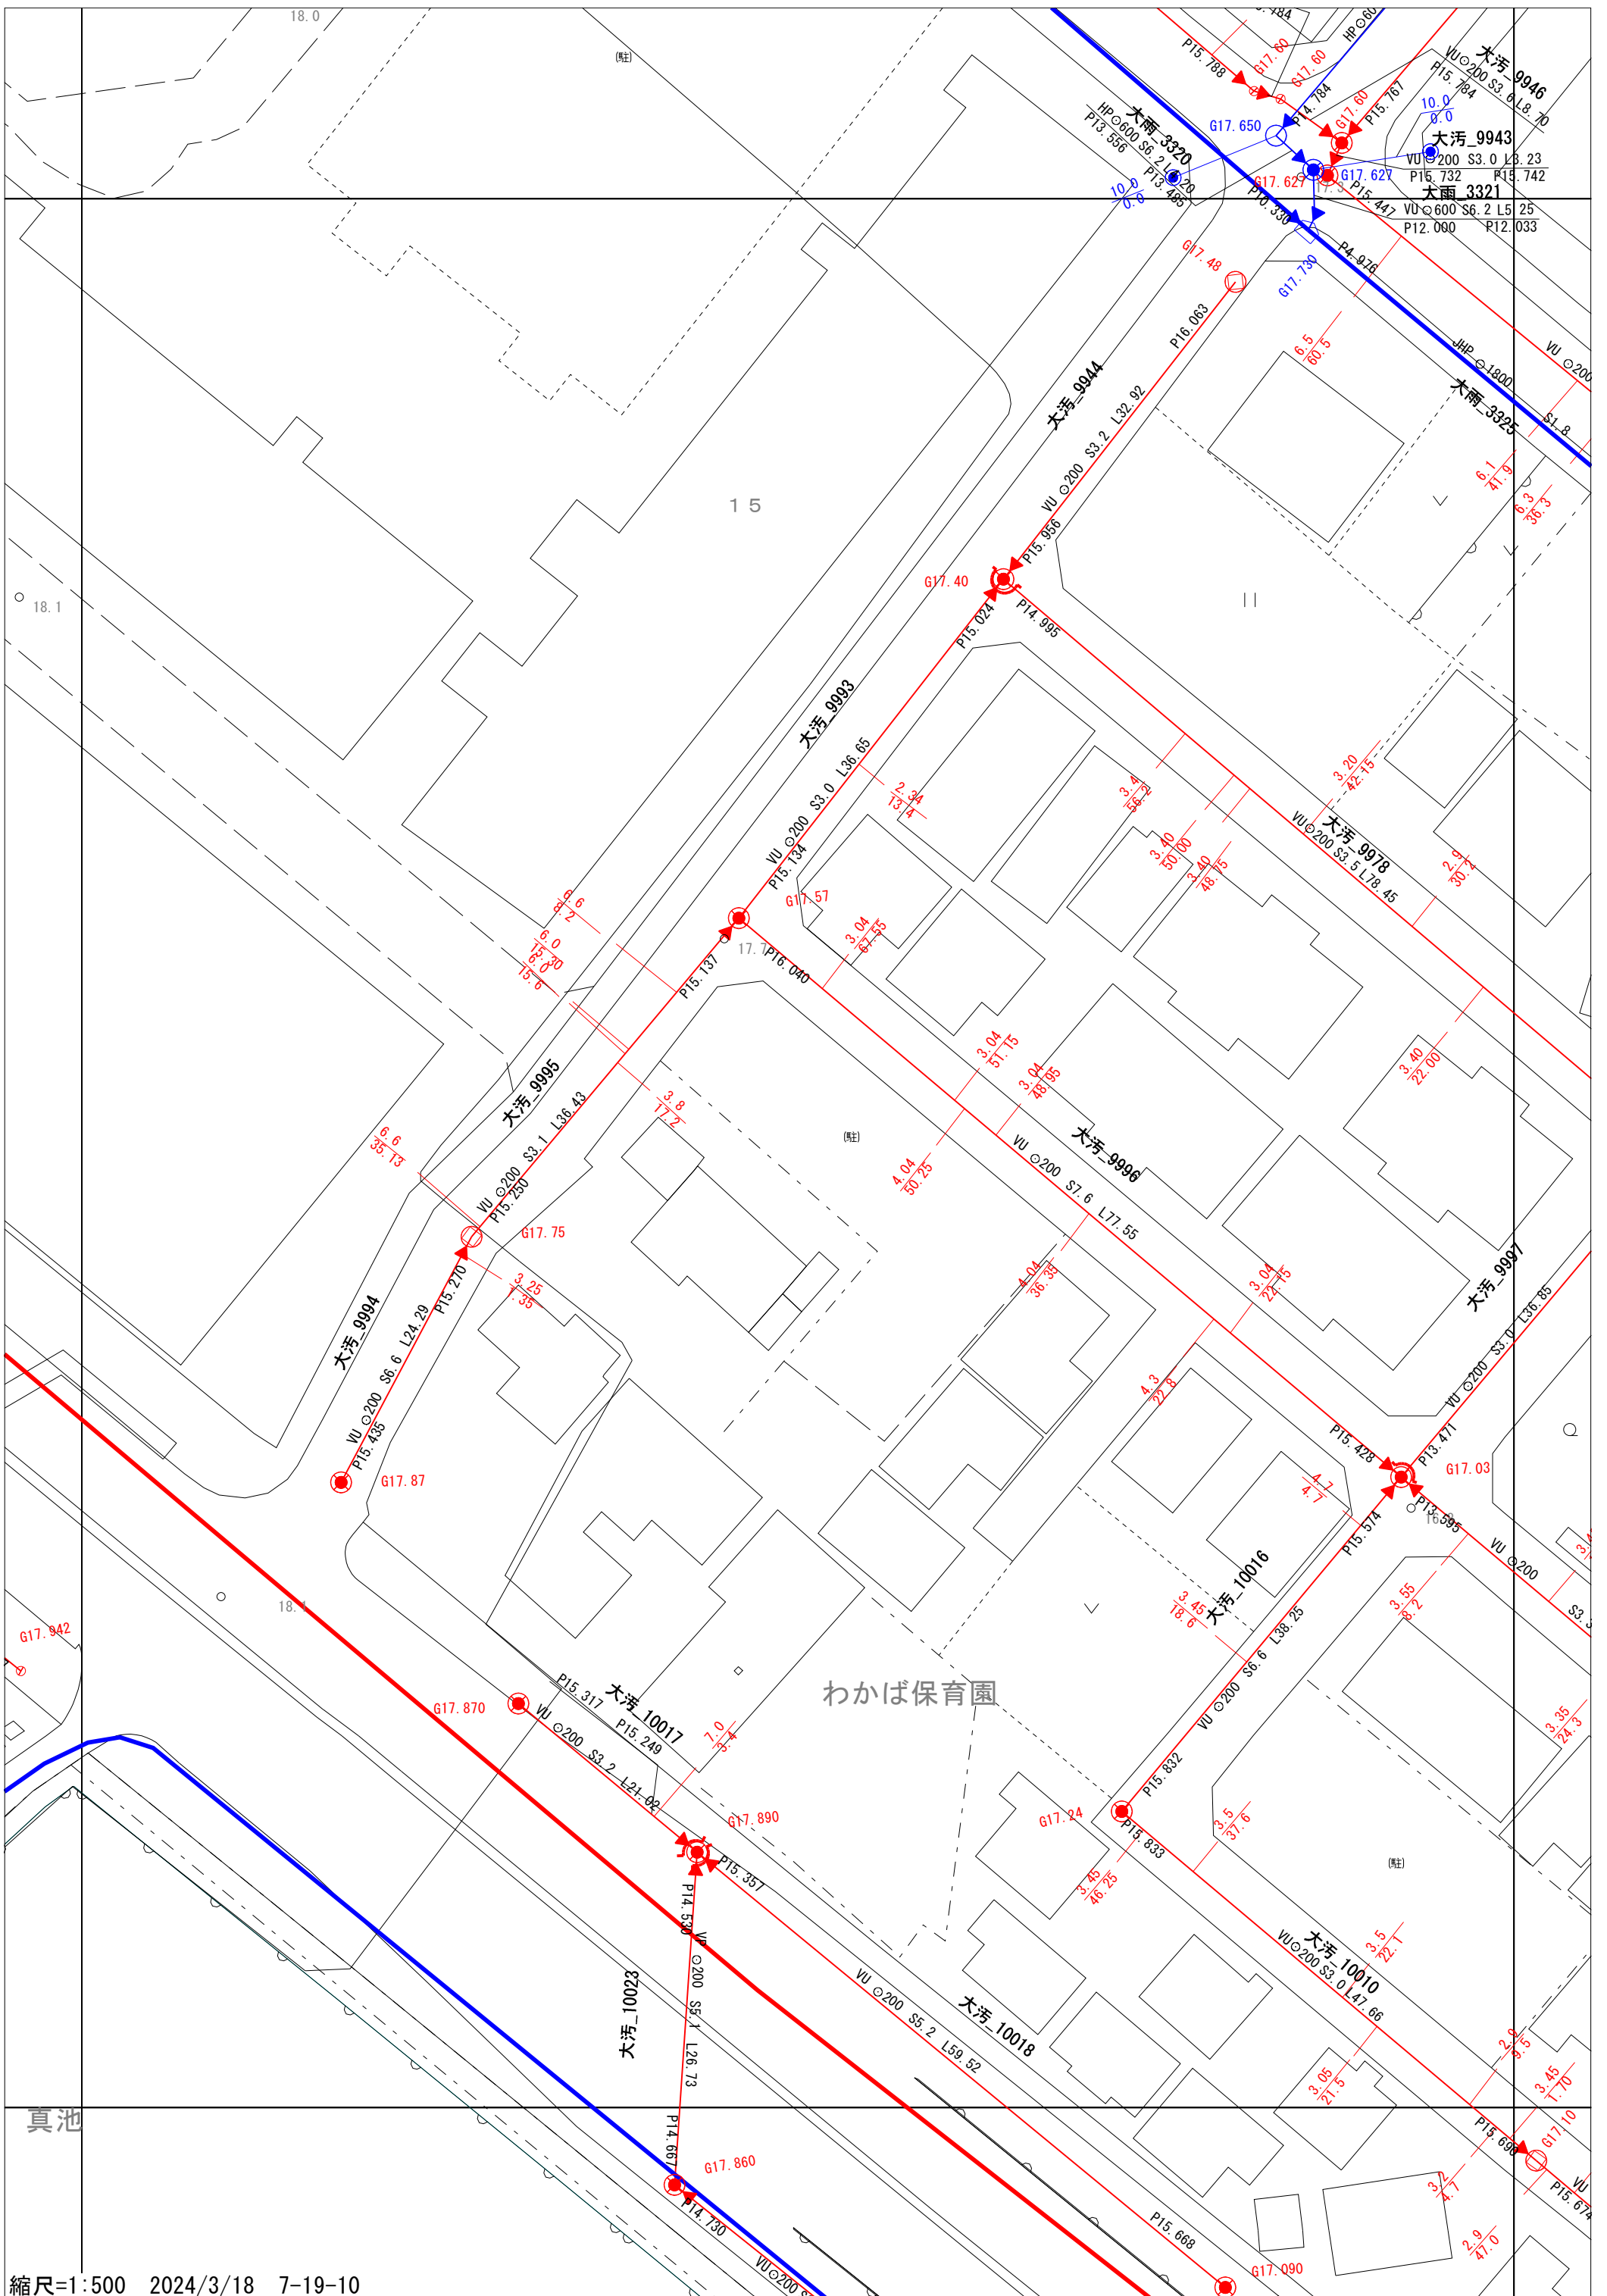 18.0
(駐)
P15.788
G17.60
G17.60
HP⊙60
P14.784
G17.60
P15.767
大汚_9946
VU⊙200 S3.6 L8.70
P15.784
10.0
0.0
大汚_9943
VU⊙200 S3.0 L3.23
P15.732 P15.742
大雨_3321
VU⊙600 S6.2 L5.25
P12.000 P12.033
大雨_3320
P13.556
P13.485
G17.650
10.0
0.0
G17.627
G17.627
P15.447
P10.330
P4.976
G17.730
G17.48
P16.063
6.5
60.5
JHP ⊙1800
S1.8
大雨_3325
VU ⊙200
6.1
41.9
6.3
36.3
大汚_9944
VU ⊙200 S3.2 L32.92
P15.956
15
18.1
G17.40
P15.024
P14.995
大汚_9993
VU ⊙200 S3.0 L36.65
P15.134
2.34
13.4
3.4
56.2
3.20
42.15
3.40
50.00
3.40
48.75
大汚_9978
VU⊙200 S3.5 L78.45
2.9
30.2
G17.57
6.6
8.2
6.0
15.30
6.0
15.6
P15.137
P16.040
3.04
67.55
3.04
51.15
3.04
48.95
3.40
22.00
大汚_9995
VU ⊙200 S3.1 L36.43
P15.250
3.8
17.2
(駐)
大汚_9996
VU ⊙200 S7.6 L77.55
4.04
50.25
6.6
35.13
G17.75
P15.270
3.25
1.35
4.04
36.35
3.04
22.15
大汚_9997
VU ⊙200 S3.0 L36.85
P13.471
大汚_9994
VU ⊙200 S6.6 L24.29
P15.435
G17.87
4.3
22.8
P15.428
G17.03
4.7
4.7
P15.574
P13.595
VU ⊙200
S3.3
大汚_10016
VU ⊙200 S6.6 L38.25
3.45
18.6
3.55
8.2
G17.942
G17.870
P15.317
大汚_10017
P15.249
VU ⊙200 S3.2 L21.02
7.0
3.4
わかば保育園
3.35
24.3
G17.890
P15.357
P15.832
G17.24
P15.833
3.5
37.6
3.45
46.25
(駐)
P14.530
VP ⊙200 S5.1 L26.73
大汚_10023
P14.667
VU ⊙200 S5.2 L59.52
大汚_10018
3.5
22.1
大汚_10010
VU⊙200 S3.0 L47.66
3.05
21.5
2.9
9.5
3.45
1.70
真池
P15.690
G17.10
P15.674
VU
3.2
4.7
G17.860
P14.730
VU⊙200
P15.668
G17.090
2.9
47.0
縮尺=1:500 2024/3/18 7-19-10